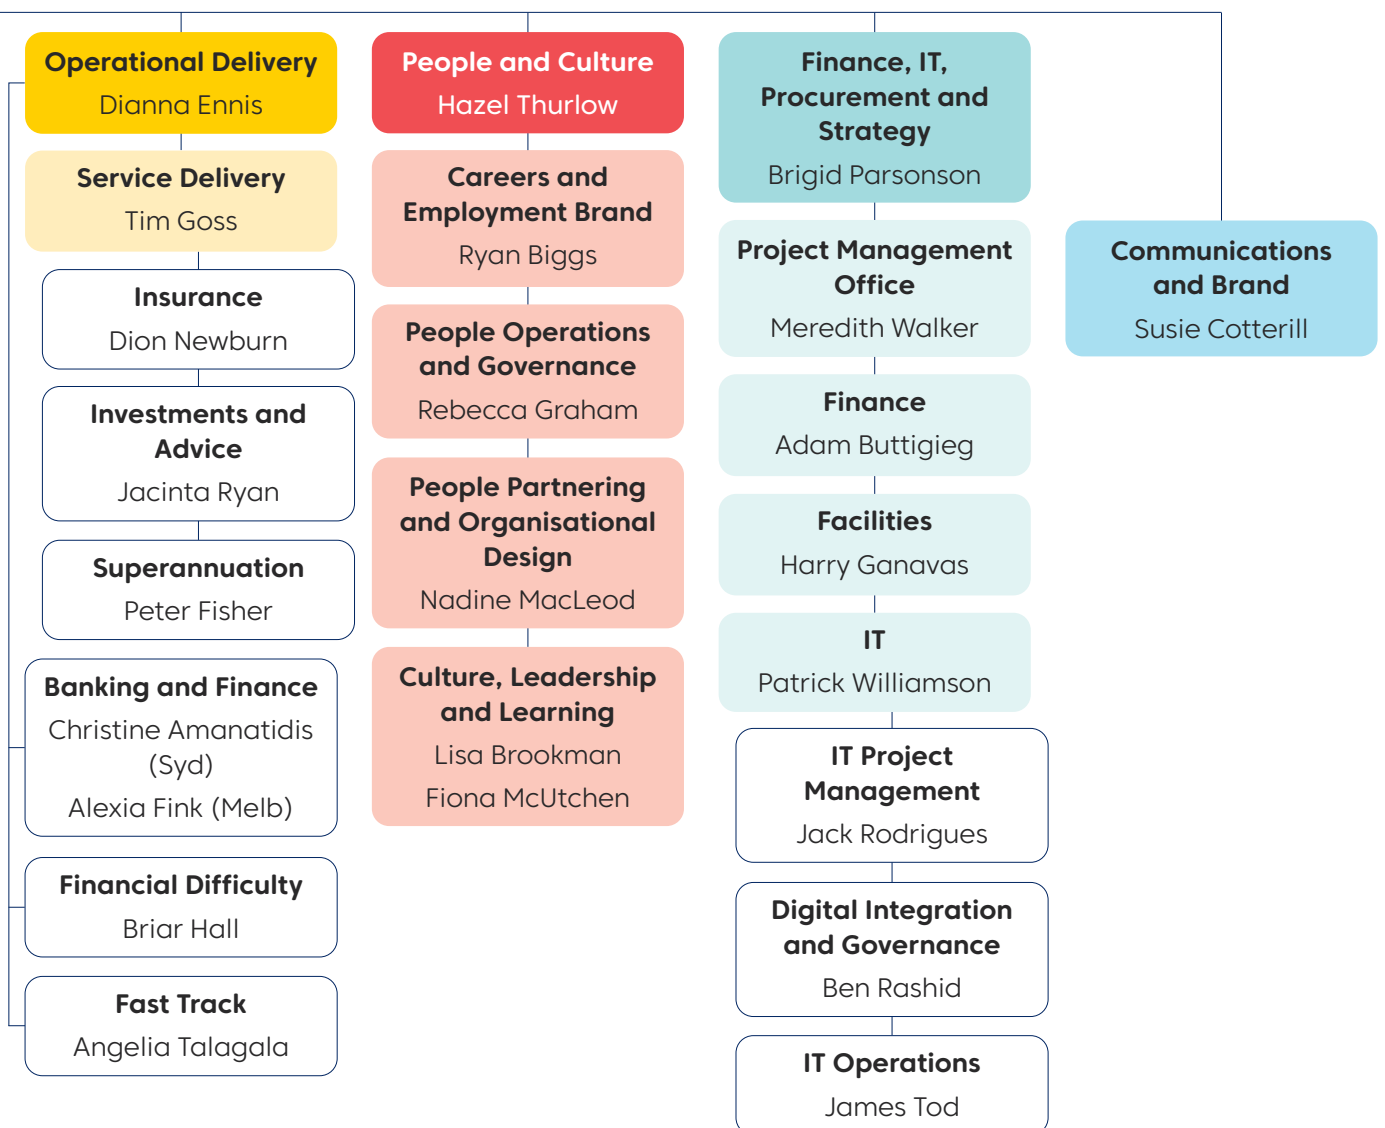 Operational Delivery
Dianna Ennis
Service Delivery
Tim Goss
Insurance
Dion Newburn
Investments and
Advice
Jacinta Ryan
Superannuation
Peter Fisher
Banking and Finance
Christine Amanatidis
(Syd)
Alexia Fink (Melb)
Financial Difficulty
Briar Hall
Fast Track
Angelia Talagala
People and Culture
Hazel Thurlow
Careers and
Employment Brand
Ryan Biggs
People Operations
and Governance
Rebecca Graham
People Partnering
and Organisational
Design
Nadine MacLeod
Culture, Leadership
and Learning
Lisa Brookman
Fiona McUtchen
Finance, IT,
Procurement and
Strategy
Brigid Parsonson
Project Management
Office
Meredith Walker
Finance
Adam Buttigieg
Facilities
Harry Ganavas
IT
Patrick Williamson
IT Project
Management
Jack Rodrigues
Digital Integration
and Governance
Ben Rashid
IT Operations
James Tod
Communications
and Brand
Susie Cotterill